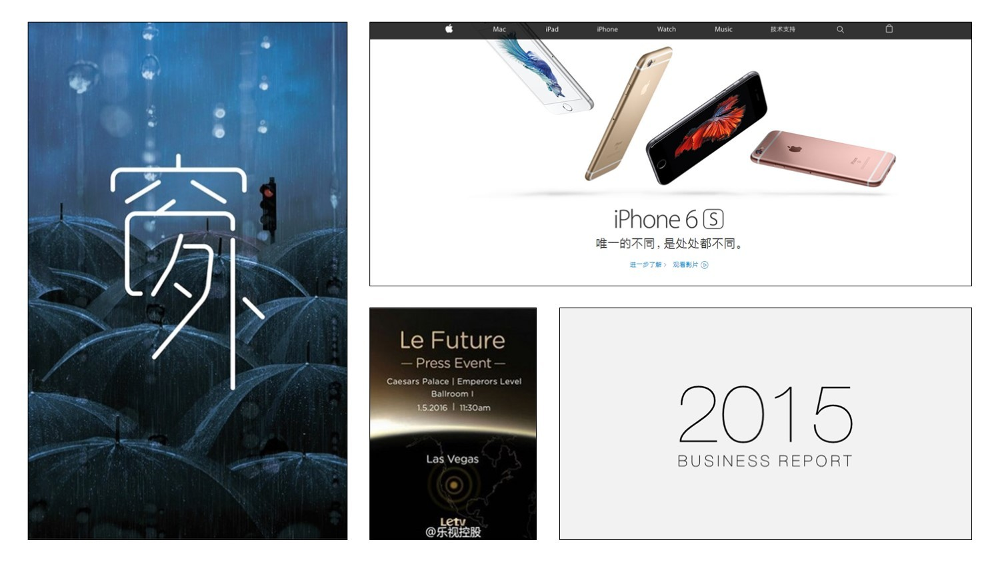 窗外
Mac iPad iPhone Watch Music 技术支持
iPhone 6 S
唯一的不同，是处处都不同。
进一步了解 > 观看影片
Le Future
— Press Event —
Caesars Palace | Emperors Level
Ballroom I
1.5.2016 | 11:30am
Las Vegas
Letv
@乐视控股
2015
BUSINESS REPORT